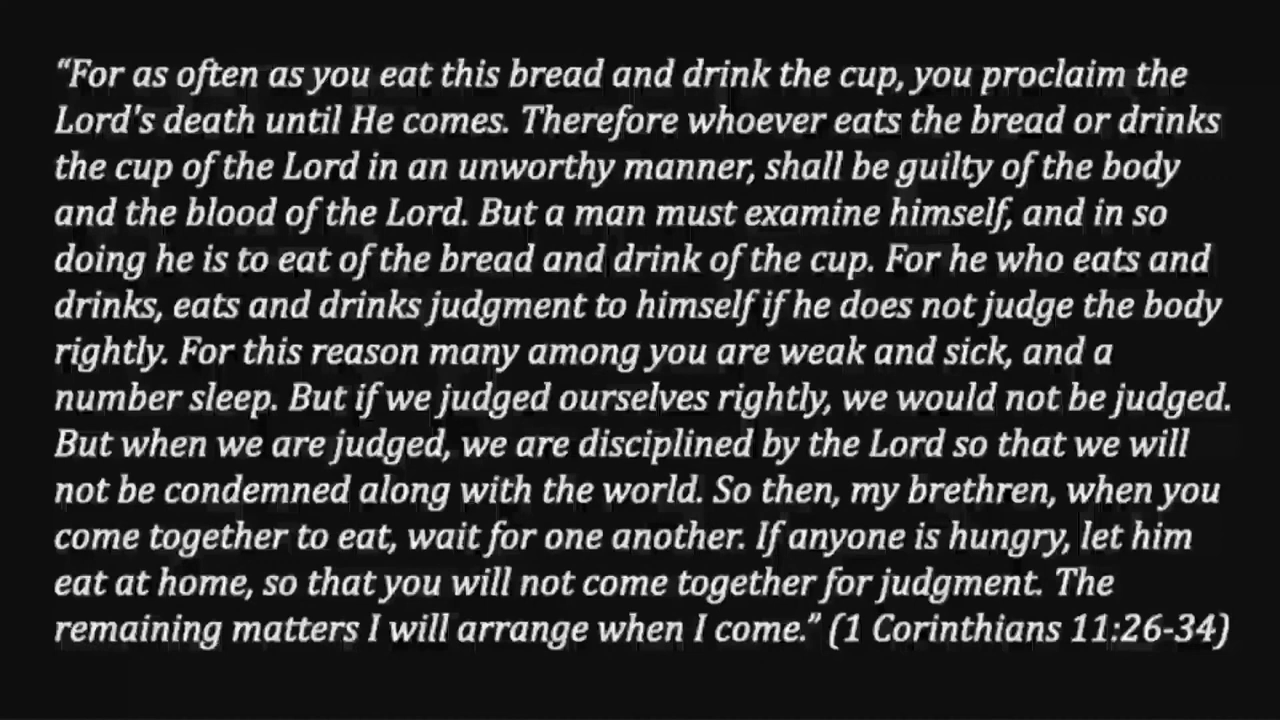 “For as often as you eat this bread and drink the cup, you proclaim the
Lord's death until He comes. Therefore whoever eats the bread or drinks
the cup of the Lord in an unworthy manner, shall be guilty of the body
and the blood of the Lord. But a man must examine himself, and in so
doing he is to eat of the bread and drink of the cup. For he who eats and
drinks, eats and drinks judgment to himself if he does not judge the body
rightly. For this reason many among you are weak and sick, and a
number sleep. But if we judged ourselves rightly, we would not be judged.
But when we are judged, we are disciplined by the Lord so that we will
not be condemned along with the world. So then, my brethren, when you
come together to eat, wait for one another. If anyone is hungry, let him
eat at home, so that you will not come together for judgment. The
remaining matters I will arrange when I come.” (1 Corinthians 11:26-34)